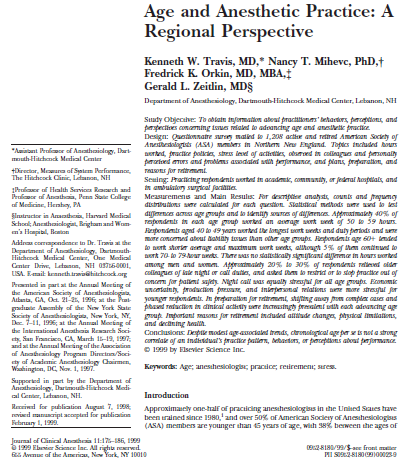 Age and Anesthetic Practice: A
Regional Perspective
Kenneth W. Travis, MD,* Nancy T. Mihevc, PhD,†
Fredrick K. Orkin, MD, MBA,‡
Gerald L. Zeidin, MD§
Department of Anesthesiology, Dartmouth-Hitchcock Medical Center, Lebanon, NH
*Assistant Professor of Anesthesiology, Dart-
mouth-Hitchcock Medical Center
†Director, Measures of System Performance,
The Hitchcock Clinic, Lebanon, NH
‡Professor of Health Services Research and
Professor of Anesthesia, Penn State College
of Medicine, Hershey, PA
§Instructor in Anaesthesia, Harvard Medical
School; Anesthesiologist, Brigham and Wom-
en's Hospital, Boston
Address correspondence to Dr. Travis at the
Department of Anesthesiology, Dartmouth-
Hitchcock Medical Center, One Medical
Center Drive, Lebanon, NH 03756-0001,
USA. E-mail: kenneth.travis@hitchcock.org
Presented in part at the Annual Meeting of
the American Society of Anesthesiologists,
Atlanta, GA, Oct. 21–25, 1996; at the Post-
graduate Assembly of the New York State
Society of Anesthesiologists, New York, NY,
Dec. 7–11, 1996; at the Annual Meeting of
the International Anesthesia Research Soci-
ety, San Francisco, CA, March 15–19, 1997;
and at the Annual Meeting of the Association
of Anesthesiology Program Directors/Soci-
ety of Academic Anesthesiology Chairmen,
Washington, DC, Nov. 1, 1997.
Supported in part by the Department of
Anesthesiology, Dartmouth-Hitchcock Medi-
cal Center, Lebanon, NH.
Received for publication August 7, 1998;
revised manuscript accepted for publication
February 1, 1999.
Study Objective: To obtain information about practitioners' behaviors, perceptions, and
perspectives concerning issues related to advancing age and anesthetic practice.
Design: Questionnaire survey mailed to 1,208 active and retired American Society of
Anesthesiologists (ASA) members in Northern New England. Topics included hours
worked, practice policies, stress level of activities, observed in colleagues and personally
perceived errors and problems associated with performance, and plans, preparation, and
reasons for retirement.
Setting: Practicing respondents worked in academic, community, or federal hospitals, and
in ambulatory surgical facilities.
Measurements and Main Results: For descriptive analysis, counts and frequency
distributions were calculated for each question. Statistical methods were used to test
differences across age groups and to identify sources of differences. Approximately 40% of
respondents in each age group worked an average work week of 50 to 59 hours.
Respondents aged 40 to 49 years worked the longest work weeks and duty periods and were
more concerned about liability issues than other age groups. Respondents age 60+ tended
to work shorter average and maximum work weeks, although 5% of them continued to
work 70- to 79-hour weeks. There was no statistically significant difference in hours worked
among men and women. Approximately 20% to 30% of respondents relieved older
colleagues of late night or call duties, and asked them to restrict or to stop practice out of
concern for patient safety. Night call was equally stressful for all age groups. Economic
uncertainty, production pressure, and interpersonal relations were more stressful for
younger respondents. In preparation for retirement, shifting away from complex cases and
phased reduction in clinical activity were increasingly prevalent with each advancing age
group. Important reasons for retirement included attitude changes, physical limitations,
and declining health.
Conclusions: Despite modest age-associated trends, chronological age per se is not a strong
correlate of an individual's practice pattern, behaviors, or perceptions about performance.
© 1999 by Elsevier Science Inc.
Keywords: Age; anesthesiologist; practice; retirement; stress.
Introduction
Approximately one-half of practicing anesthesiologists in the United States have
been trained since 1980,¹ and over 50% of American Society of Anesthesiologists
(ASA) members are younger than 45 years of age, with 38% between the ages of
Journal of Clinical Anesthesia 11:175–186, 1999
© 1999 Elsevier Science Inc. All rights reserved.
655 Avenue of the Americas, New York, NY 10010
0952-8180/99/$–see front matter
PII S0952-8180(99)00023-9